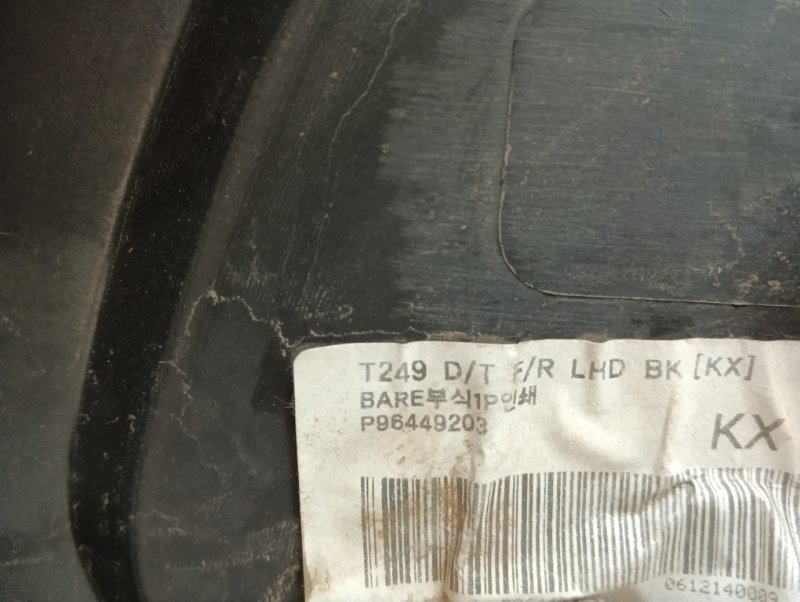 T249 D/T F/R LHD BK [KX]
BARE부식1P인쇄
P96449203
KX
0612140009